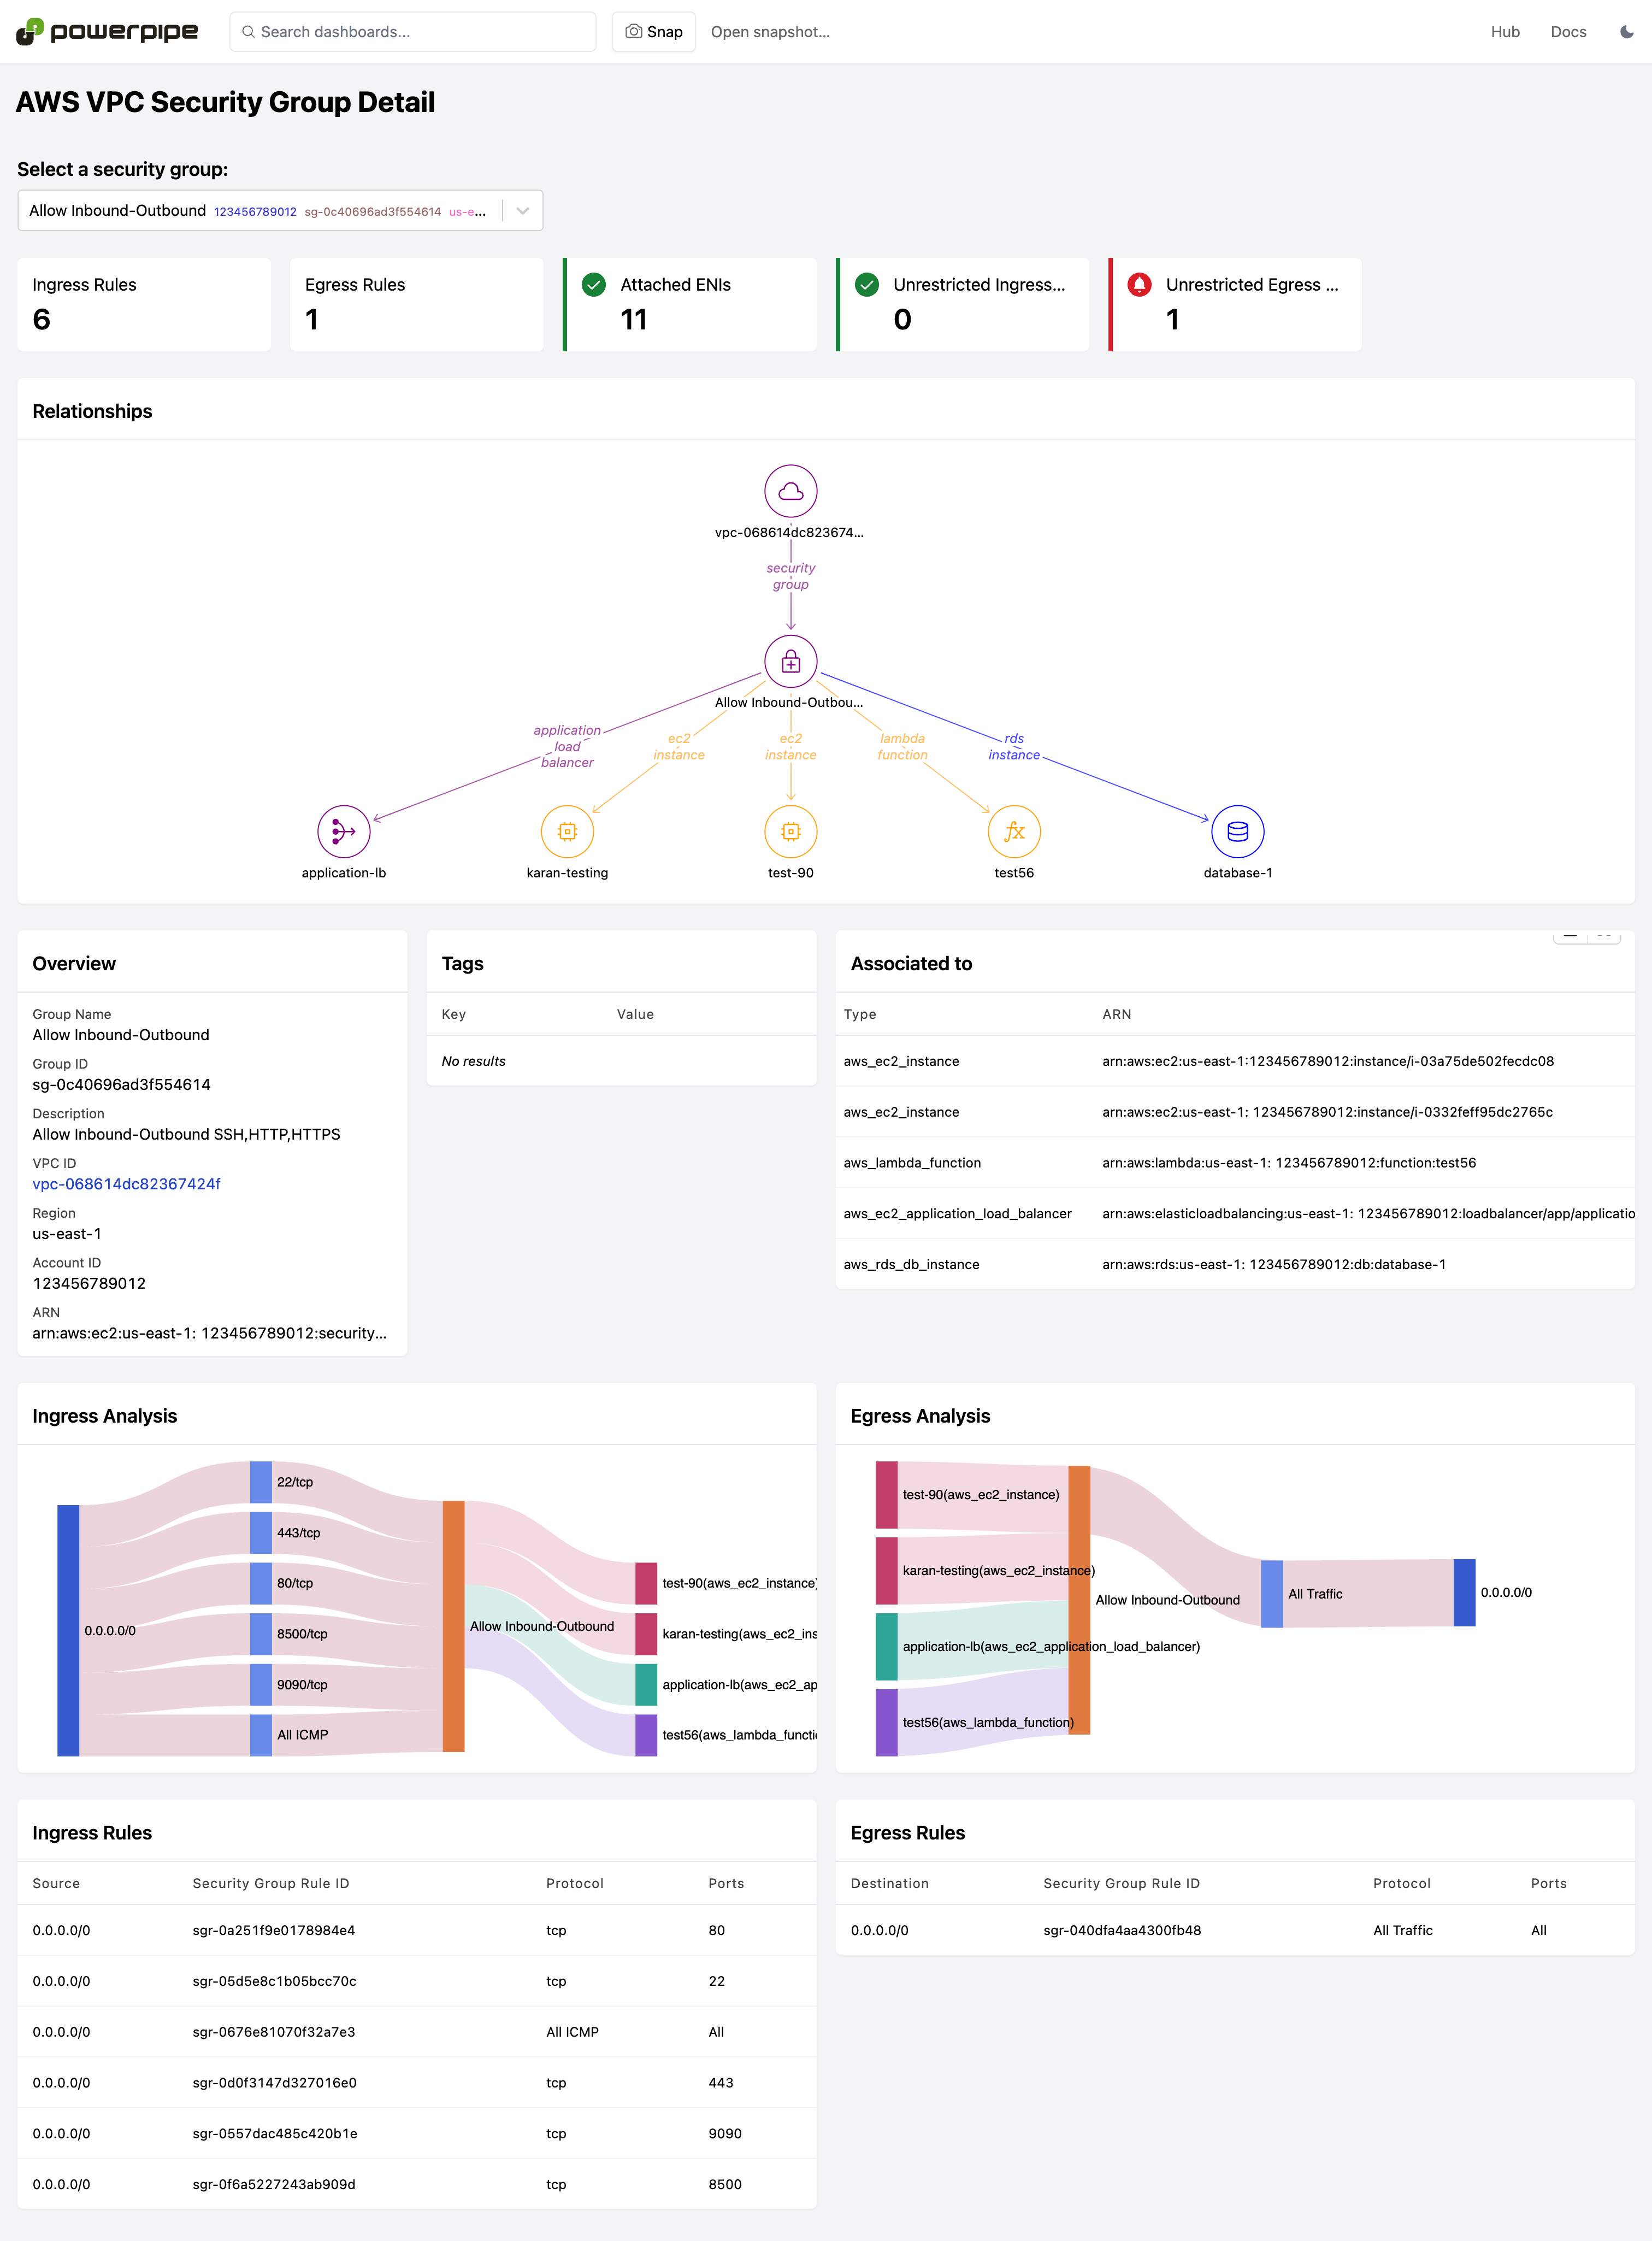 powerpipe
Search dashboards...
Snap
Open snapshot...
Hub
Docs
AWS VPC Security Group Detail
Select a security group:
Allow Inbound-Outbound 123456789012 sg-0c40696ad3f554614 us-e...
Ingress Rules
6
Egress Rules
1
Attached ENIs
11
Unrestricted Ingress...
0
Unrestricted Egress ...
1
Relationships
vpc-068614dc823674...
security
group
Allow Inbound-Outbou...
application
load
balancer
ec2
instance
ec2
instance
lambda
function
rds
instance
application-lb
karan-testing
test-90
test56
database-1
Overview
Group Name
Allow Inbound-Outbound
Group ID
sg-0c40696ad3f554614
Description
Allow Inbound-Outbound SSH,HTTP,HTTPS
VPC ID
vpc-068614dc82367424f
Region
us-east-1
Account ID
123456789012
ARN
arn:aws:ec2:us-east-1: 123456789012:security...
Tags
Key Value
No results
Associated to
Type ARN
aws_ec2_instance arn:aws:ec2:us-east-1:123456789012:instance/i-03a75de502fecdc08
aws_ec2_instance arn:aws:ec2:us-east-1: 123456789012:instance/i-0332feff95dc2765c
aws_lambda_function arn:aws:lambda:us-east-1: 123456789012:function:test56
aws_ec2_application_load_balancer arn:aws:elasticloadbalancing:us-east-1: 123456789012:loadbalancer/app/applicatio
aws_rds_db_instance arn:aws:rds:us-east-1: 123456789012:db:database-1
Ingress Analysis
0.0.0.0/0
22/tcp
443/tcp
80/tcp
8500/tcp
9090/tcp
All ICMP
Allow Inbound-Outbound
test-90(aws_ec2_instance)
karan-testing(aws_ec2_ins
application-lb(aws_ec2_ap
test56(aws_lambda_functi
Egress Analysis
test-90(aws_ec2_instance)
karan-testing(aws_ec2_instance)
application-lb(aws_ec2_application_load_balancer)
test56(aws_lambda_function)
Allow Inbound-Outbound
All Traffic
0.0.0.0/0
Ingress Rules
Source Security Group Rule ID Protocol Ports
0.0.0.0/0 sgr-0a251f9e0178984e4 tcp 80
0.0.0.0/0 sgr-05d5e8c1b05bcc70c tcp 22
0.0.0.0/0 sgr-0676e81070f32a7e3 All ICMP All
0.0.0.0/0 sgr-0d0f3147d327016e0 tcp 443
0.0.0.0/0 sgr-0557dac485c420b1e tcp 9090
0.0.0.0/0 sgr-0f6a5227243ab909d tcp 8500
Egress Rules
Destination Security Group Rule ID Protocol Ports
0.0.0.0/0 sgr-040dfa4aa4300fb48 All Traffic All